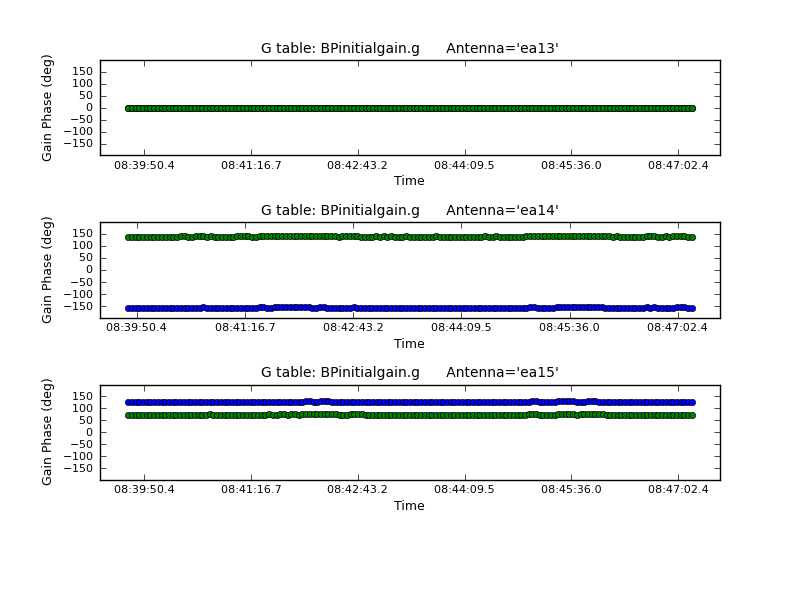 G table: BPinitialgain.g Antenna='ea13'
Gain Phase (deg)
150
100
50
0
−50
−100
−150
08:39:50.4 08:41:16.7 08:42:43.2 08:44:09.5 08:45:36.0 08:47:02.4
Time
G table: BPinitialgain.g Antenna='ea14'
Gain Phase (deg)
150
100
50
0
−50
−100
−150
08:39:50.4 08:41:16.7 08:42:43.2 08:44:09.5 08:45:36.0 08:47:02.4
Time
G table: BPinitialgain.g Antenna='ea15'
Gain Phase (deg)
150
100
50
0
−50
−100
−150
08:39:50.4 08:41:16.7 08:42:43.2 08:44:09.5 08:45:36.0 08:47:02.4
Time